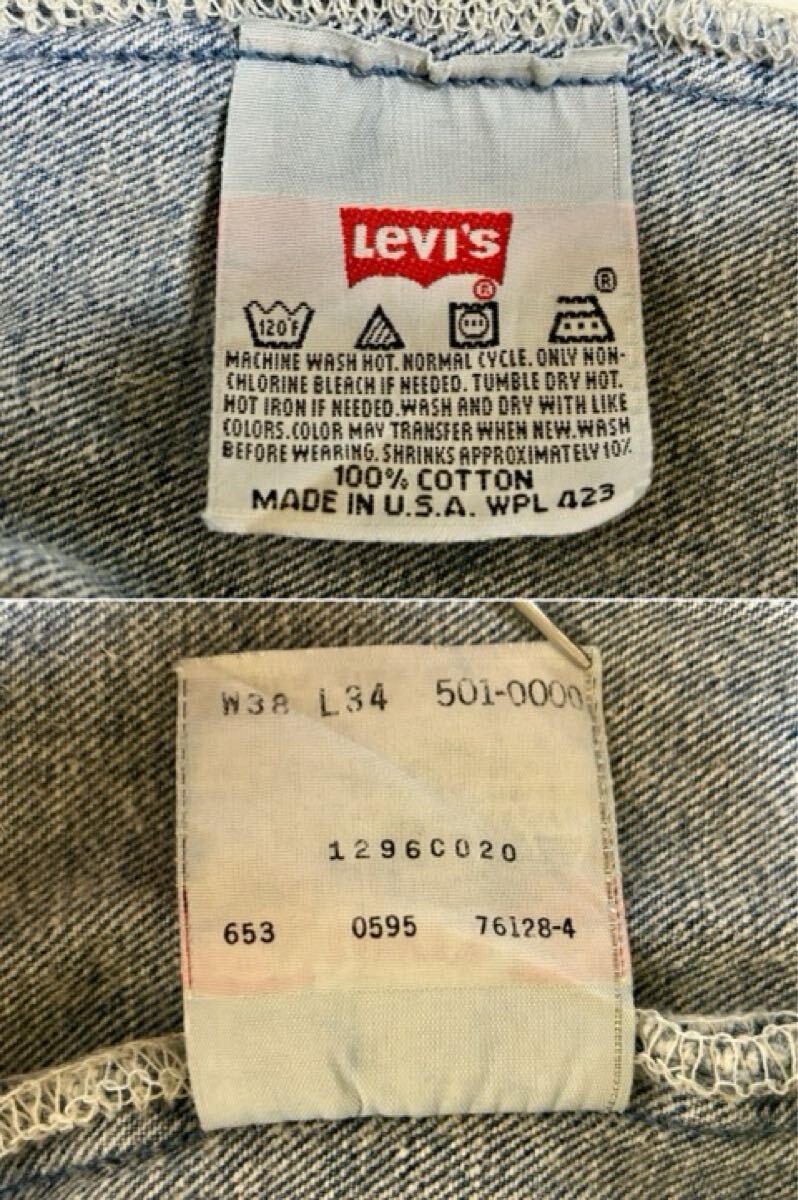 Levi's
®
®
120°F
MACHINE WASH HOT. NORMAL CYCLE. ONLY NON-
CHLORINE BLEACH IF NEEDED. TUMBLE DRY HOT.
HOT IRON IF NEEDED. WASH AND DRY WITH LIKE
COLORS. COLOR MAY TRANSFER WHEN NEW. WASH
BEFORE WEARING. SHRINKS APPROXIMATELY 10%
100% COTTON
MADE IN U.S.A. WPL 423
W38 L34 501-0000
1296C020
653 0595 76128-4